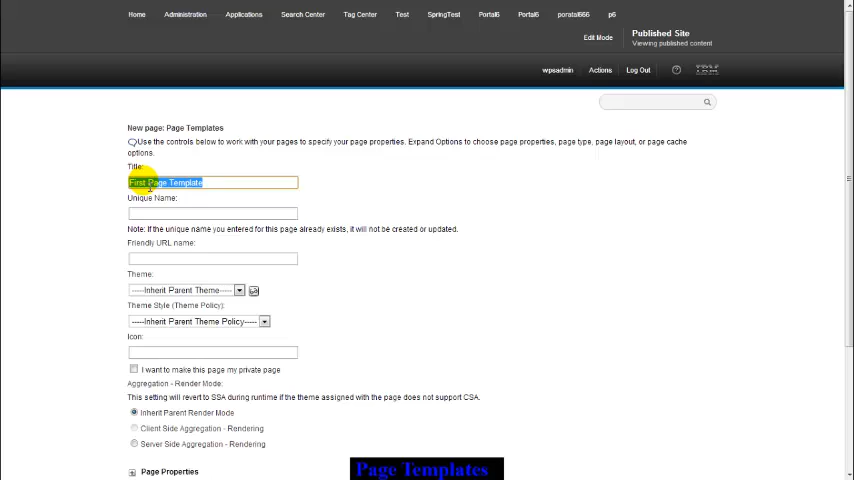 Home Administration Applications Search Center Tag Center Test SpringTest Portal6 Portal6 poratal666 p6
Edit Mode
Published Site
Viewing published content
wpsadmin Actions Log Out ? IBM
New page: Page Templates
Use the controls below to work with your pages to specify your page properties. Expand Options to choose page properties, page type, page layout, or page cache
options.
Title:
First Page Template
Unique Name:
Note: If the unique name you entered for this page already exists, it will not be created or updated.
Friendly URL name:
Theme:
-----Inherit Parent Theme-----
Theme Style (Theme Policy):
-----Inherit Parent Theme Policy-----
Icon:
I want to make this page my private page
Aggregation - Render Mode:
This setting will revert to SSA during runtime if the theme assigned with the page does not support CSA.
Inherit Parent Render Mode
Client Side Aggregation - Rendering
Server Side Aggregation - Rendering
Page Properties
Page Templates